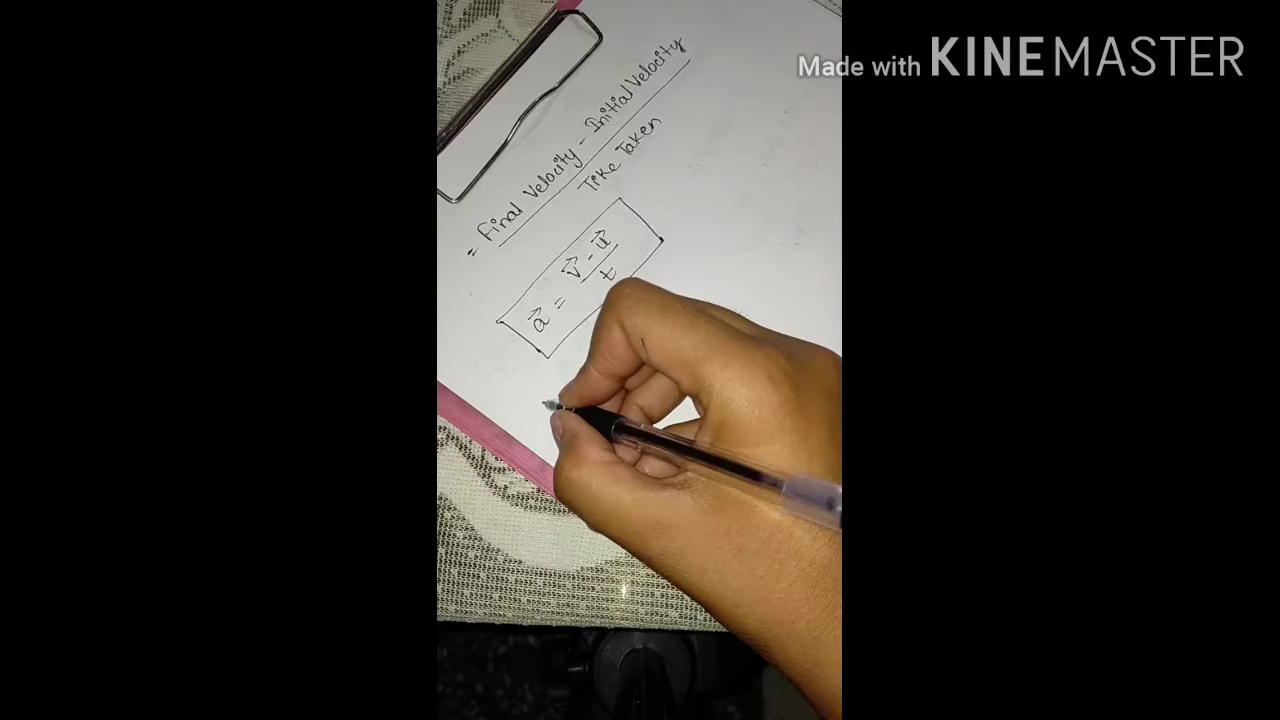 Made with KINEMASTER
= Final Velocity - Initial Velocity
Time Taken
a⃗ = v⃗ - u⃗
t